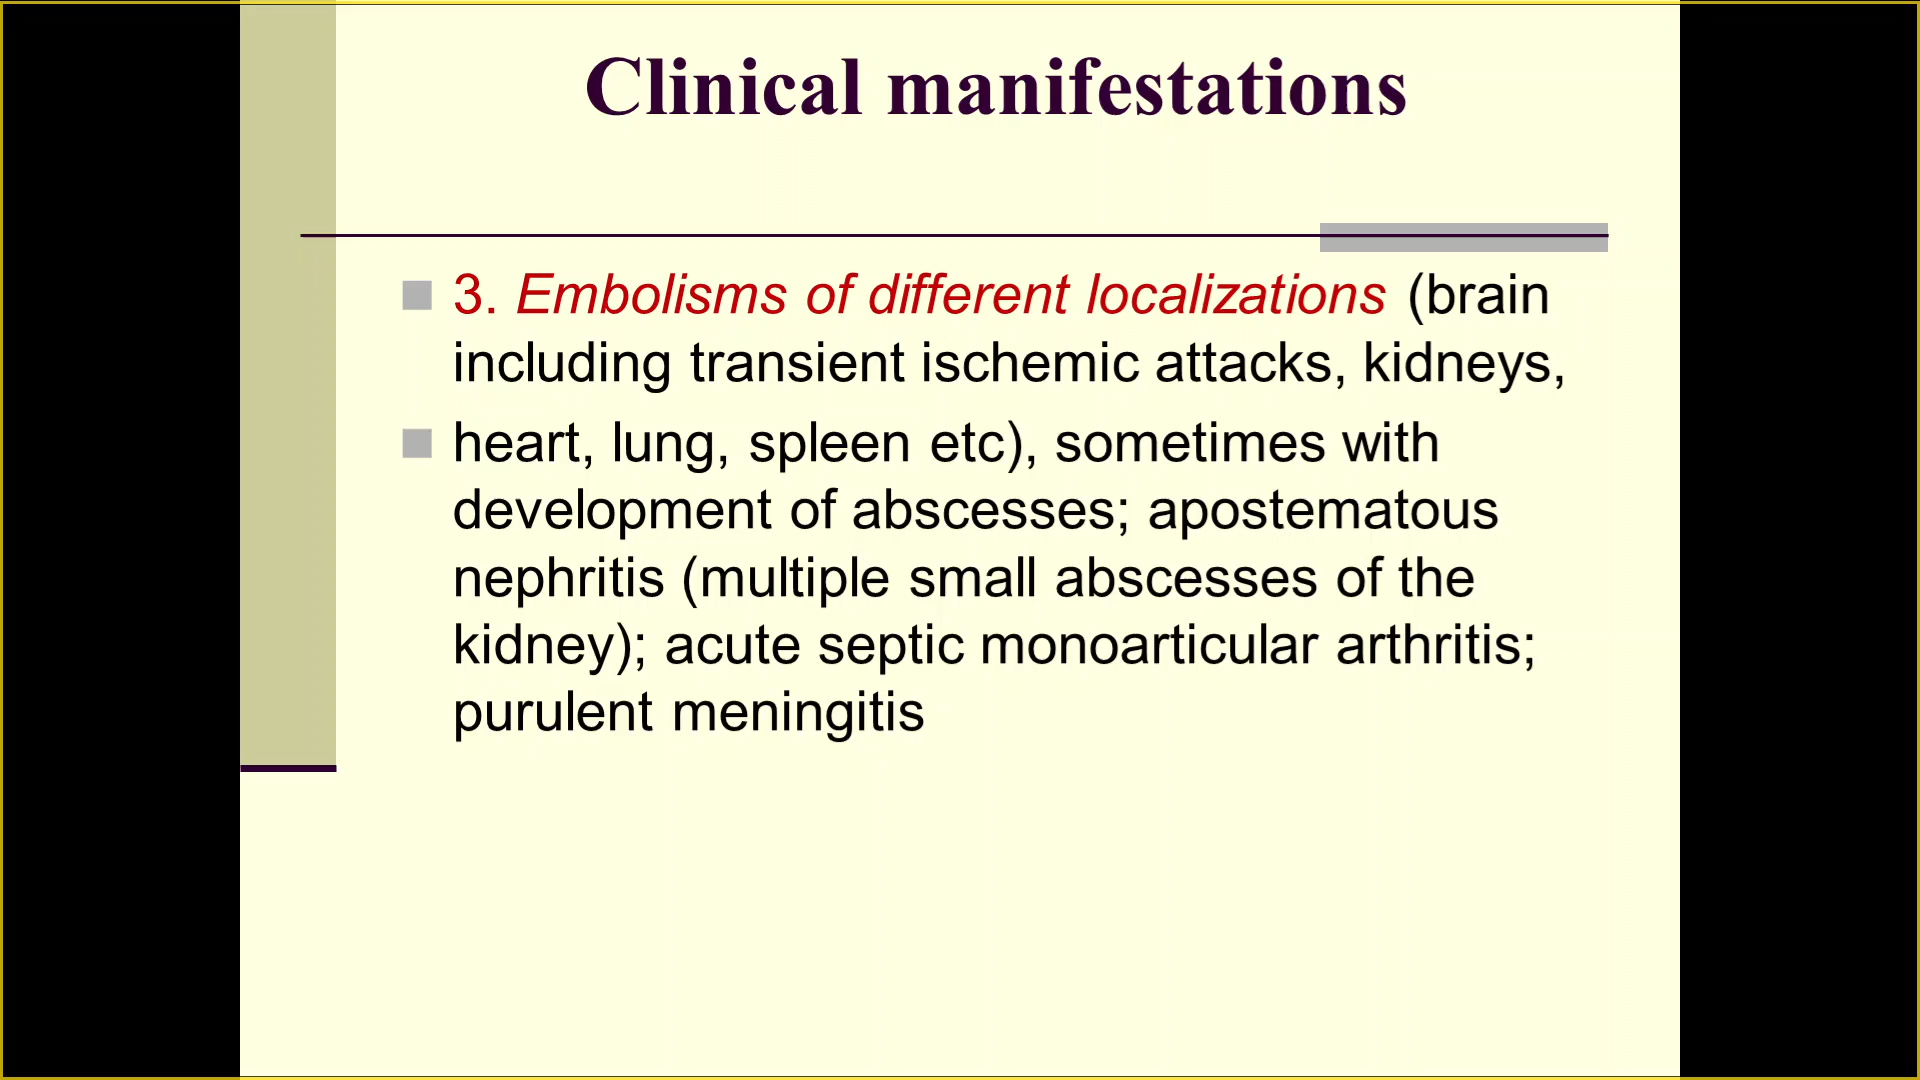 Clinical manifestations
3. Embolisms of different localizations (brain
including transient ischemic attacks, kidneys,
heart, lung, spleen etc), sometimes with
development of abscesses; apostematous
nephritis (multiple small abscesses of the
kidney); acute septic monoarticular arthritis;
purulent meningitis